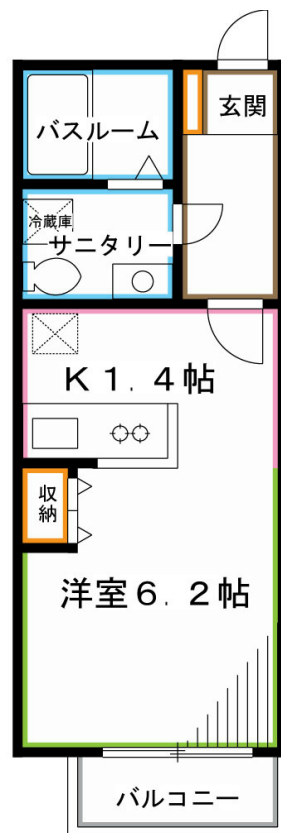 玄関
バスルーム
冷蔵庫
サニタリー
K1.4帖
収納
洋室6.2帖
バルコニー